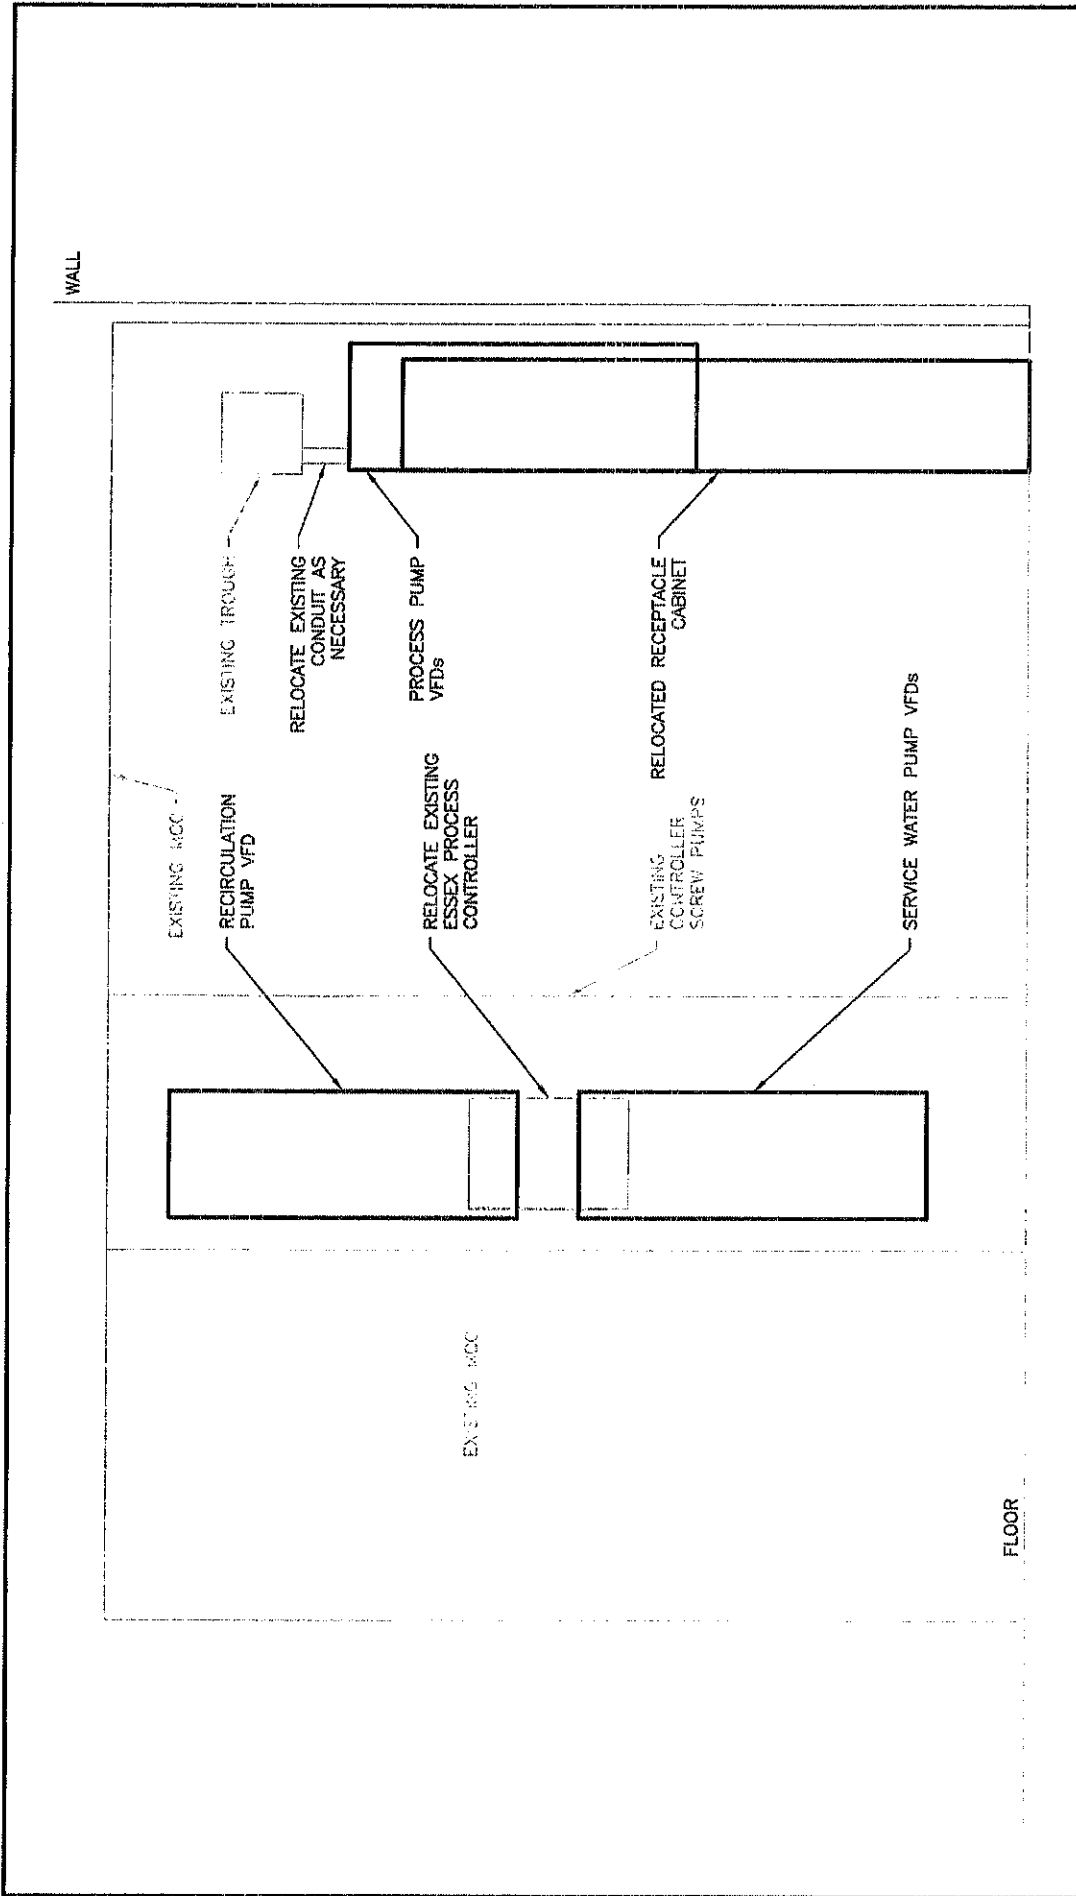 WALL
EXISTING TROUGH
RELOCATE EXISTING
CONDUIT AS
NECESSARY
PROCESS PUMP
VFDs
RELOCATED RECEPTACLE
CABINET
EXISTING MCC
RECIRCULATION
PUMP VFD
RELOCATE EXISTING
ESSEX PROCESS
CONTROLLER
EXISTING
CONTROLLER
SCREW PUMPS
SERVICE WATER PUMP VFDs
EXISTING MCC
FLOOR